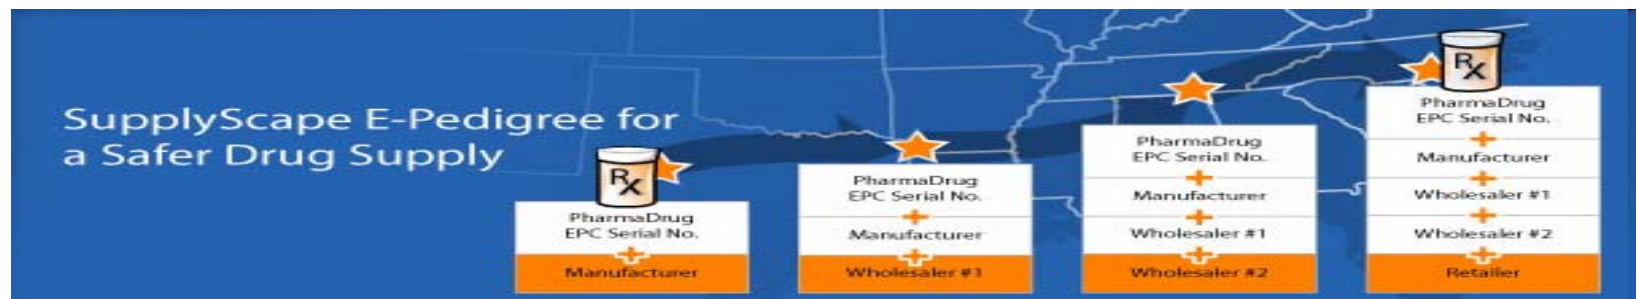 SupplyScape E-Pedigree for
a Safer Drug Supply
Rx
PharmaDrug
EPC Serial No.
+
Manufacturer
PharmaDrug
EPC Serial No.
+
Manufacturer
+
Wholesaler #1
PharmaDrug
EPC Serial No.
+
Manufacturer
+
Wholesaler #1
+
Wholesaler #2
Rx
PharmaDrug
EPC Serial No.
+
Manufacturer
+
Wholesaler #1
+
Wholesaler #2
+
Retailer